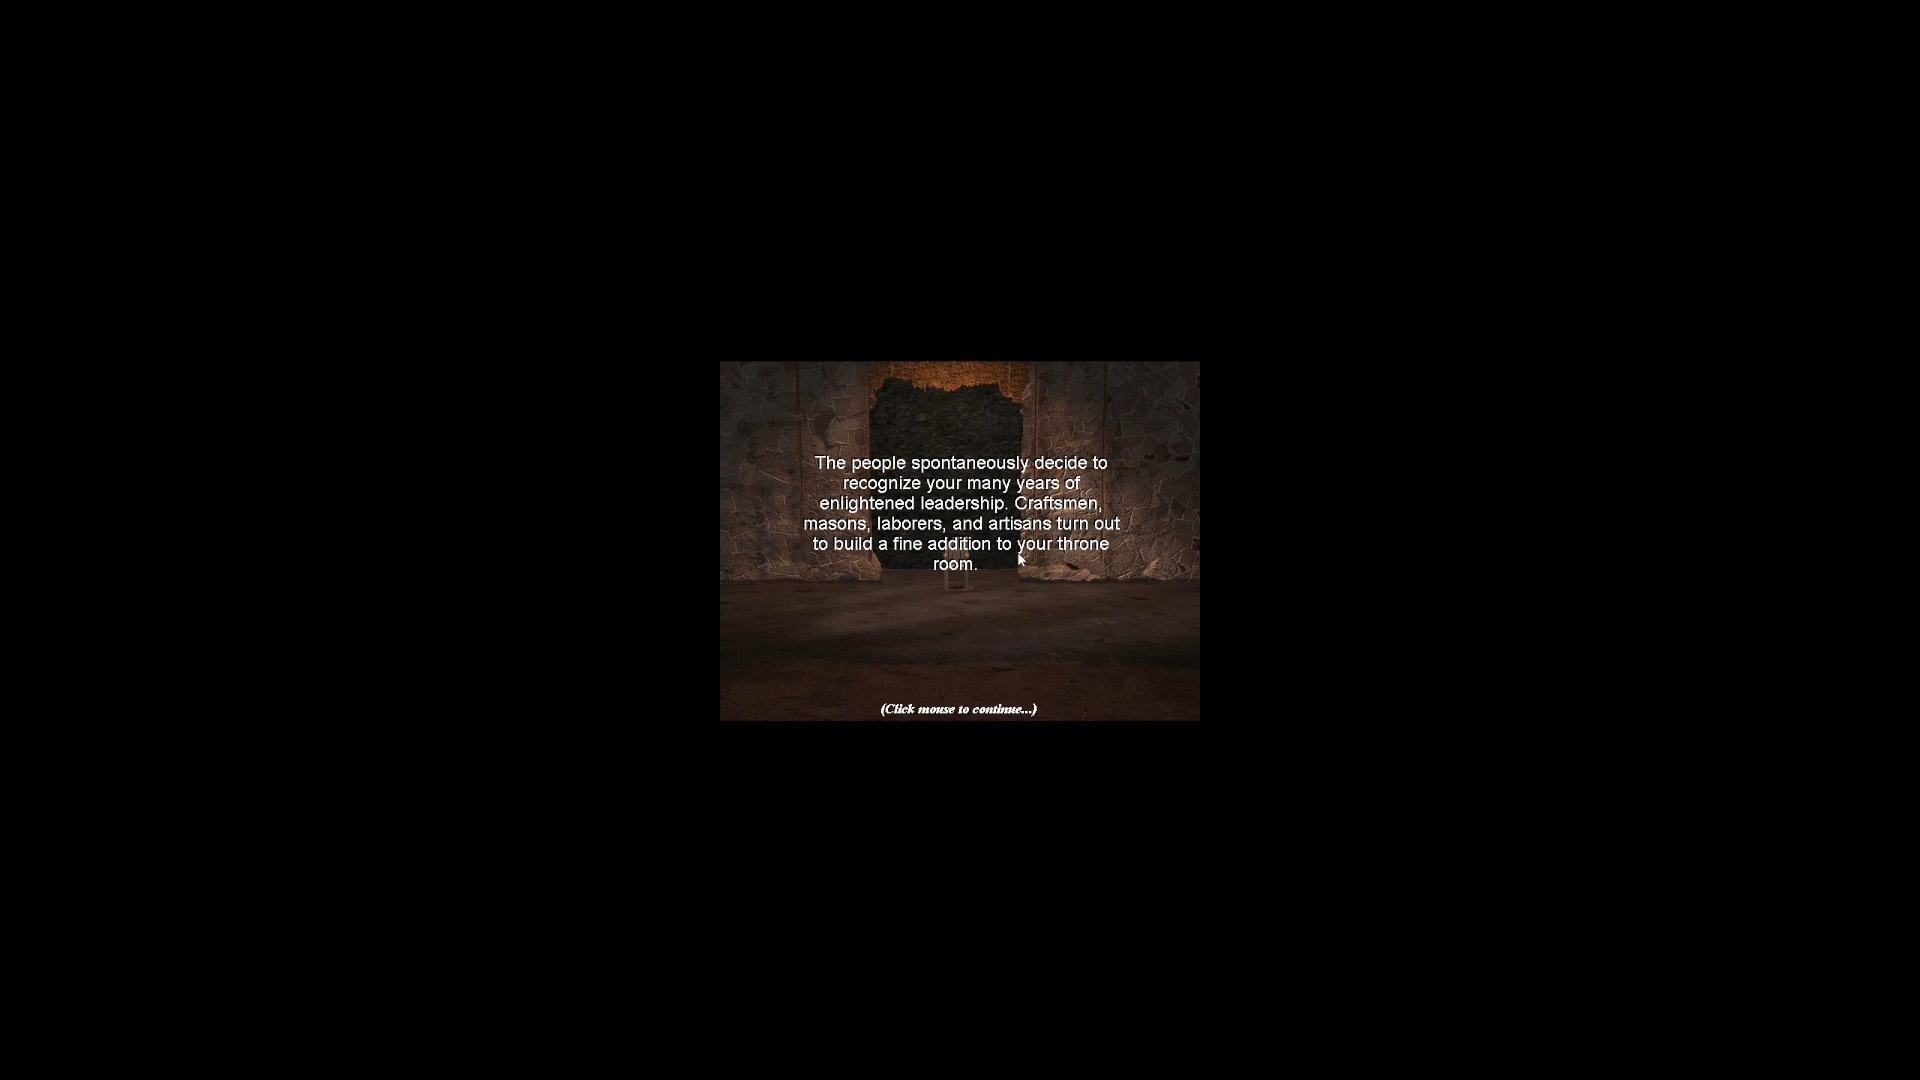 The people spontaneously decide to
recognize your many years of
enlightened leadership. Craftsmen,
masons, laborers, and artisans turn out
to build a fine addition to your throne
room.
(Click mouse to continue...)